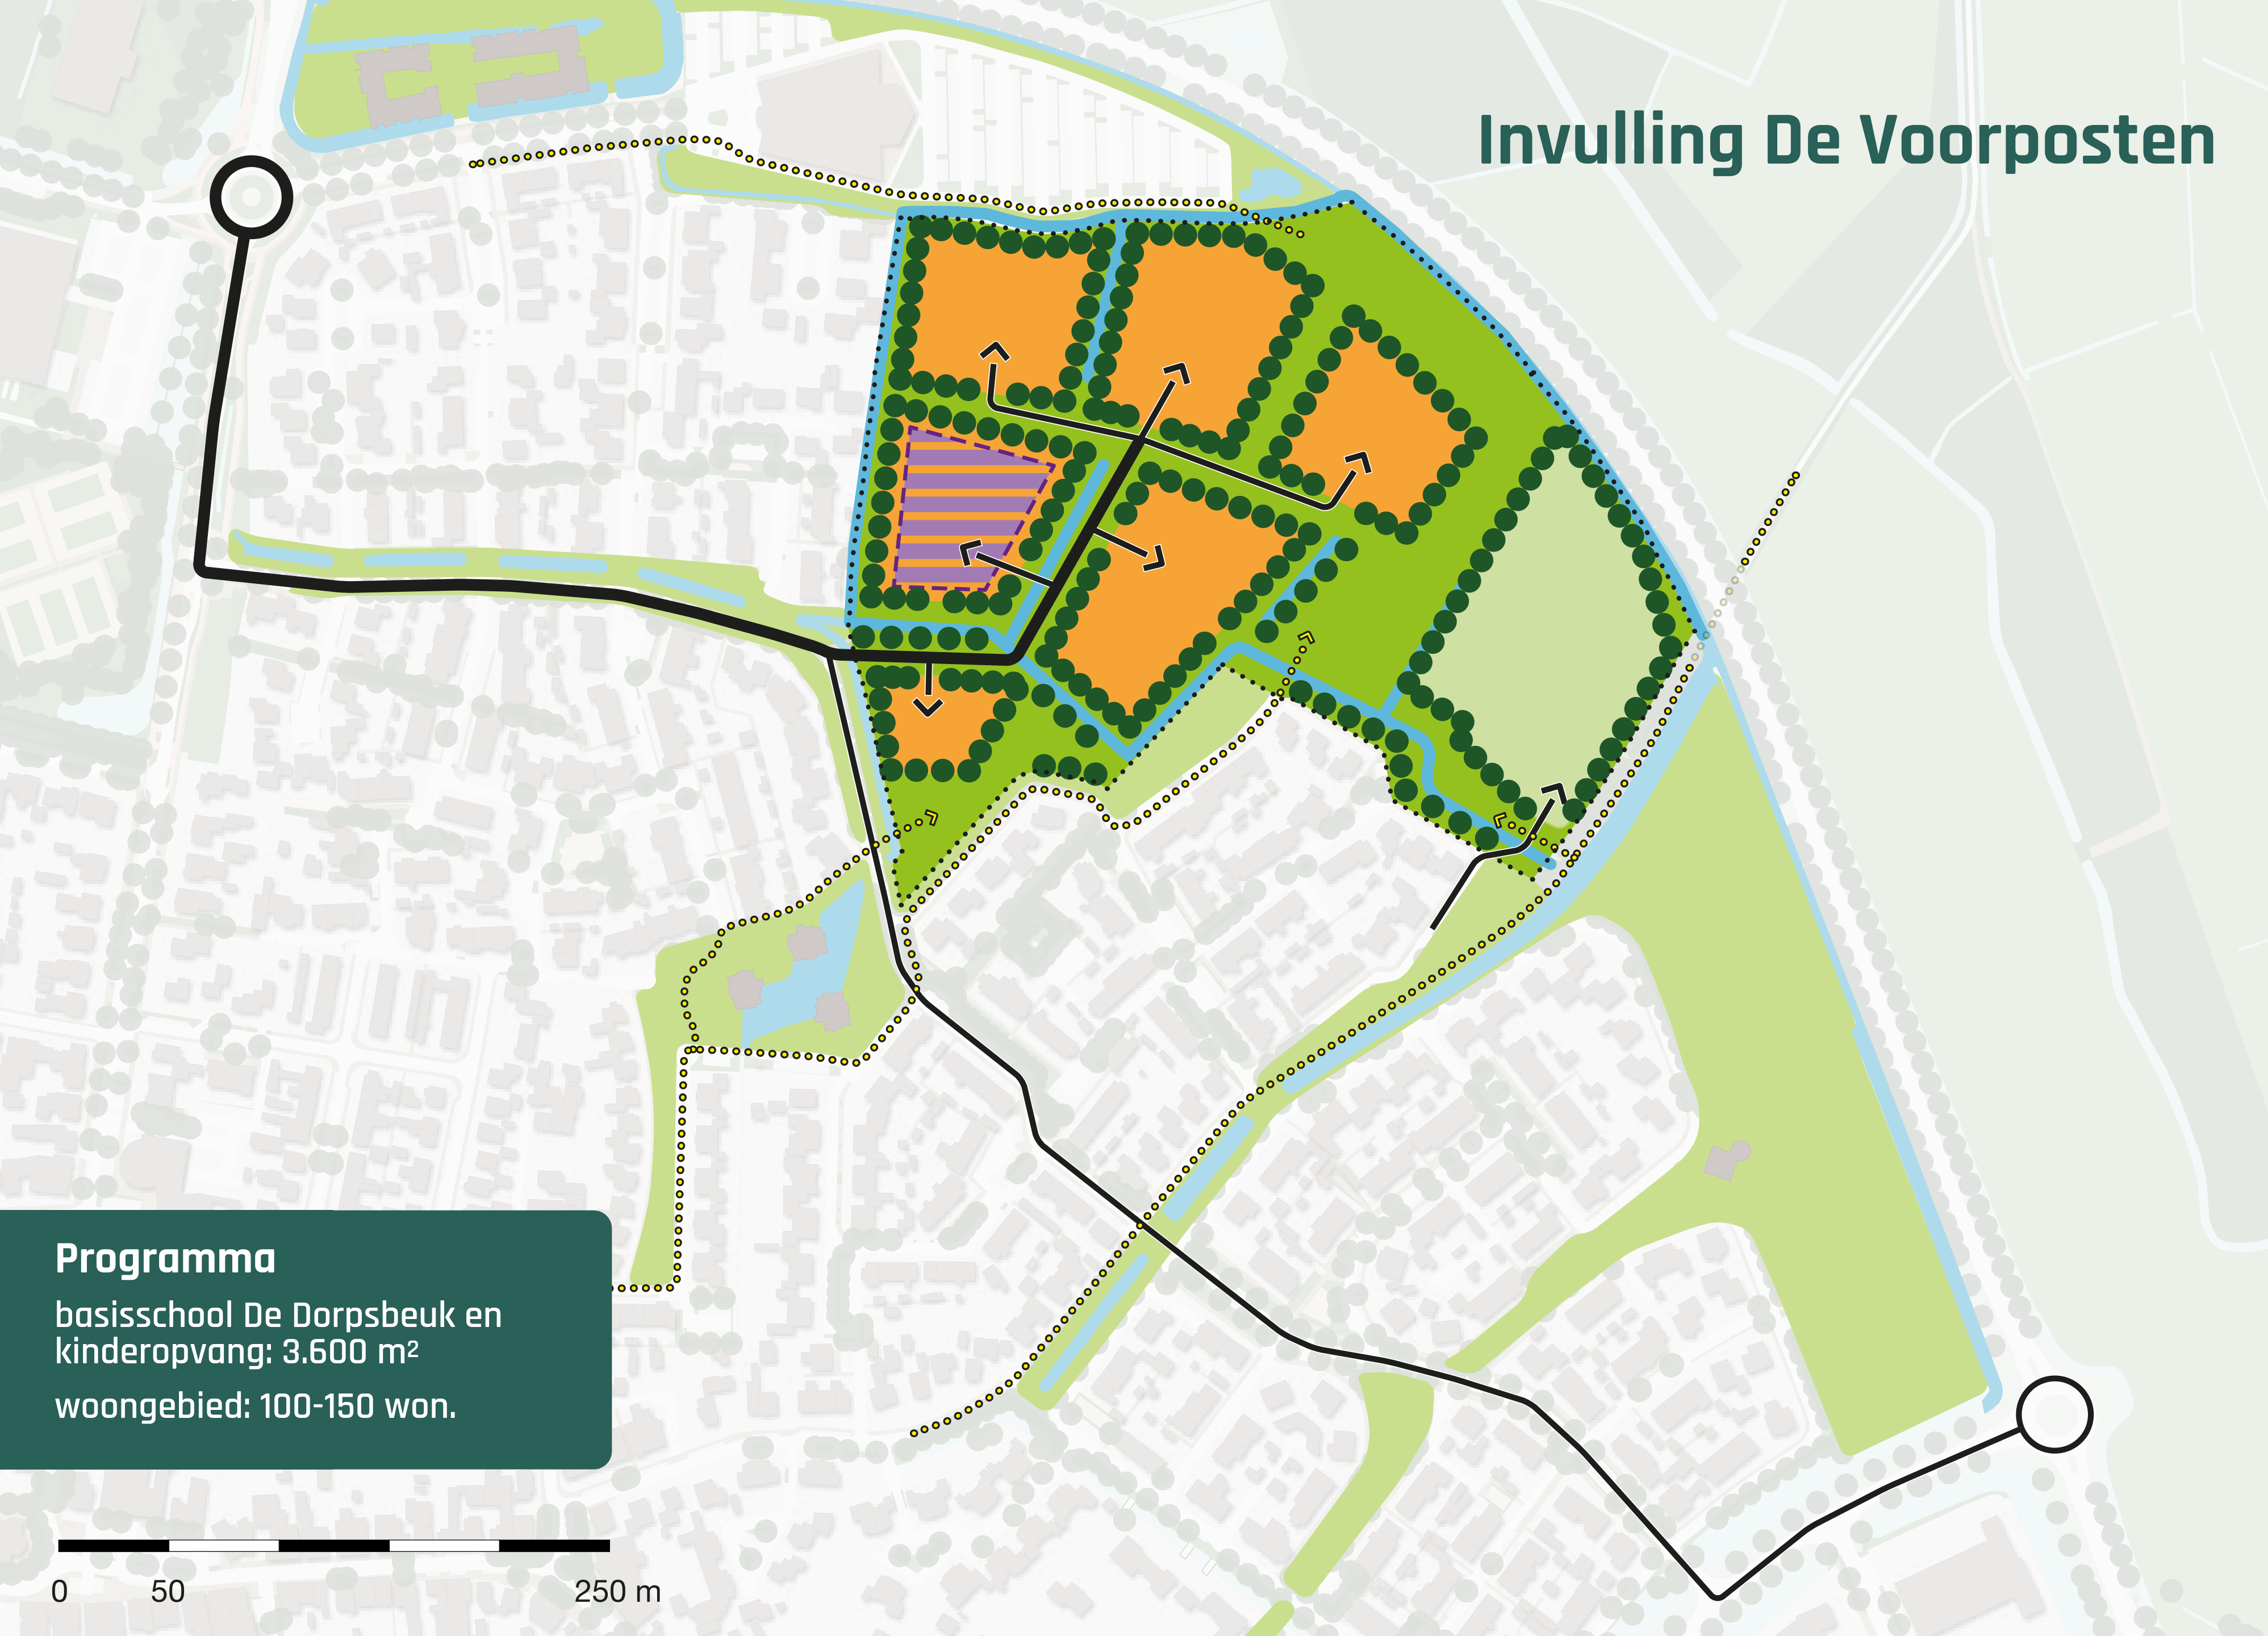 Invulling De Voorposten
Programma
basisschool De Dorpsbeuk en
kinderopvang: 3.600 m²
woongebied: 100-150 won.
0 50 250 m